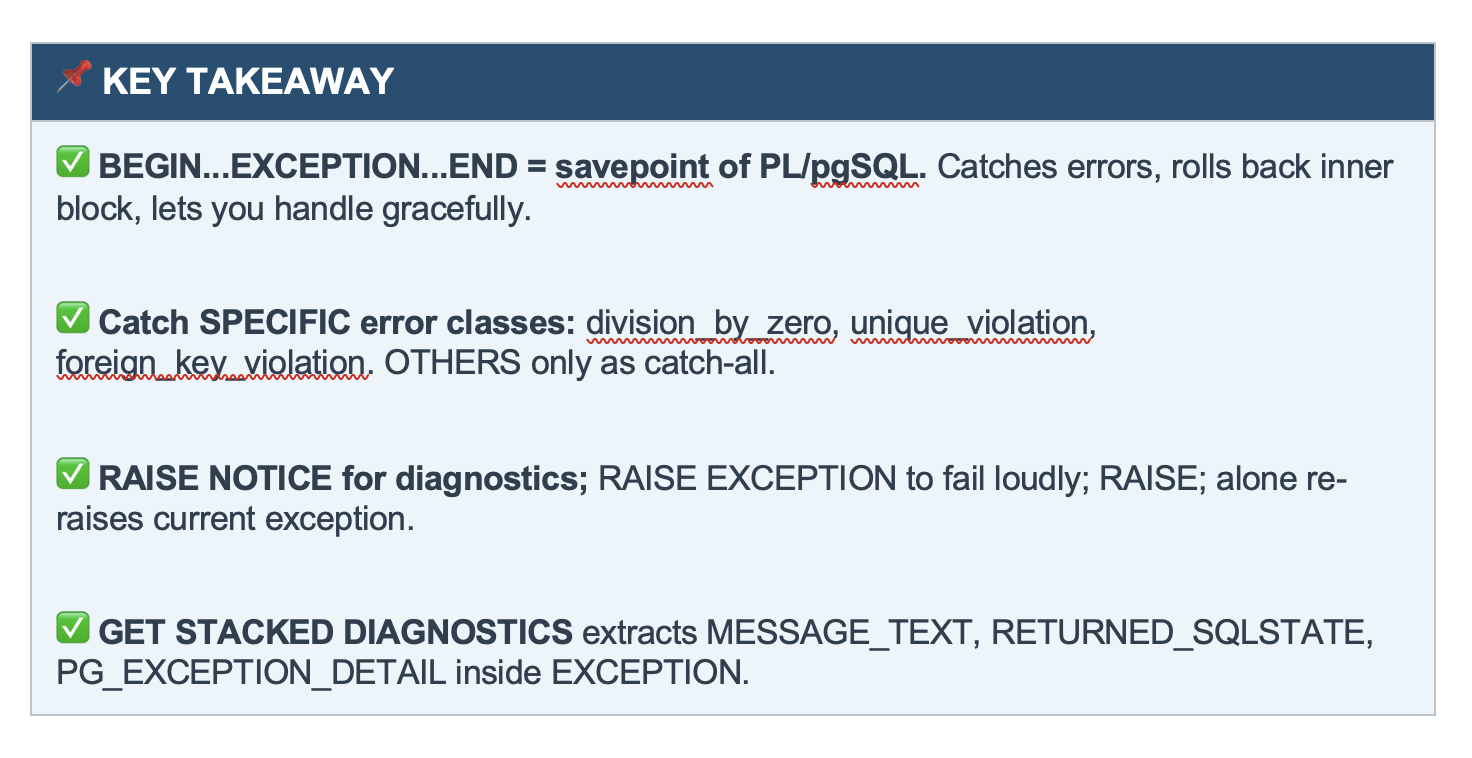 📌 KEY TAKEAWAY
✅ BEGIN...EXCEPTION...END = savepoint of PL/pgSQL. Catches errors, rolls back inner
block, lets you handle gracefully.
✅ Catch SPECIFIC error classes: division_by_zero, unique_violation,
foreign_key_violation. OTHERS only as catch-all.
✅ RAISE NOTICE for diagnostics; RAISE EXCEPTION to fail loudly; RAISE; alone re-
raises current exception.
✅ GET STACKED DIAGNOSTICS extracts MESSAGE_TEXT, RETURNED_SQLSTATE,
PG_EXCEPTION_DETAIL inside EXCEPTION.